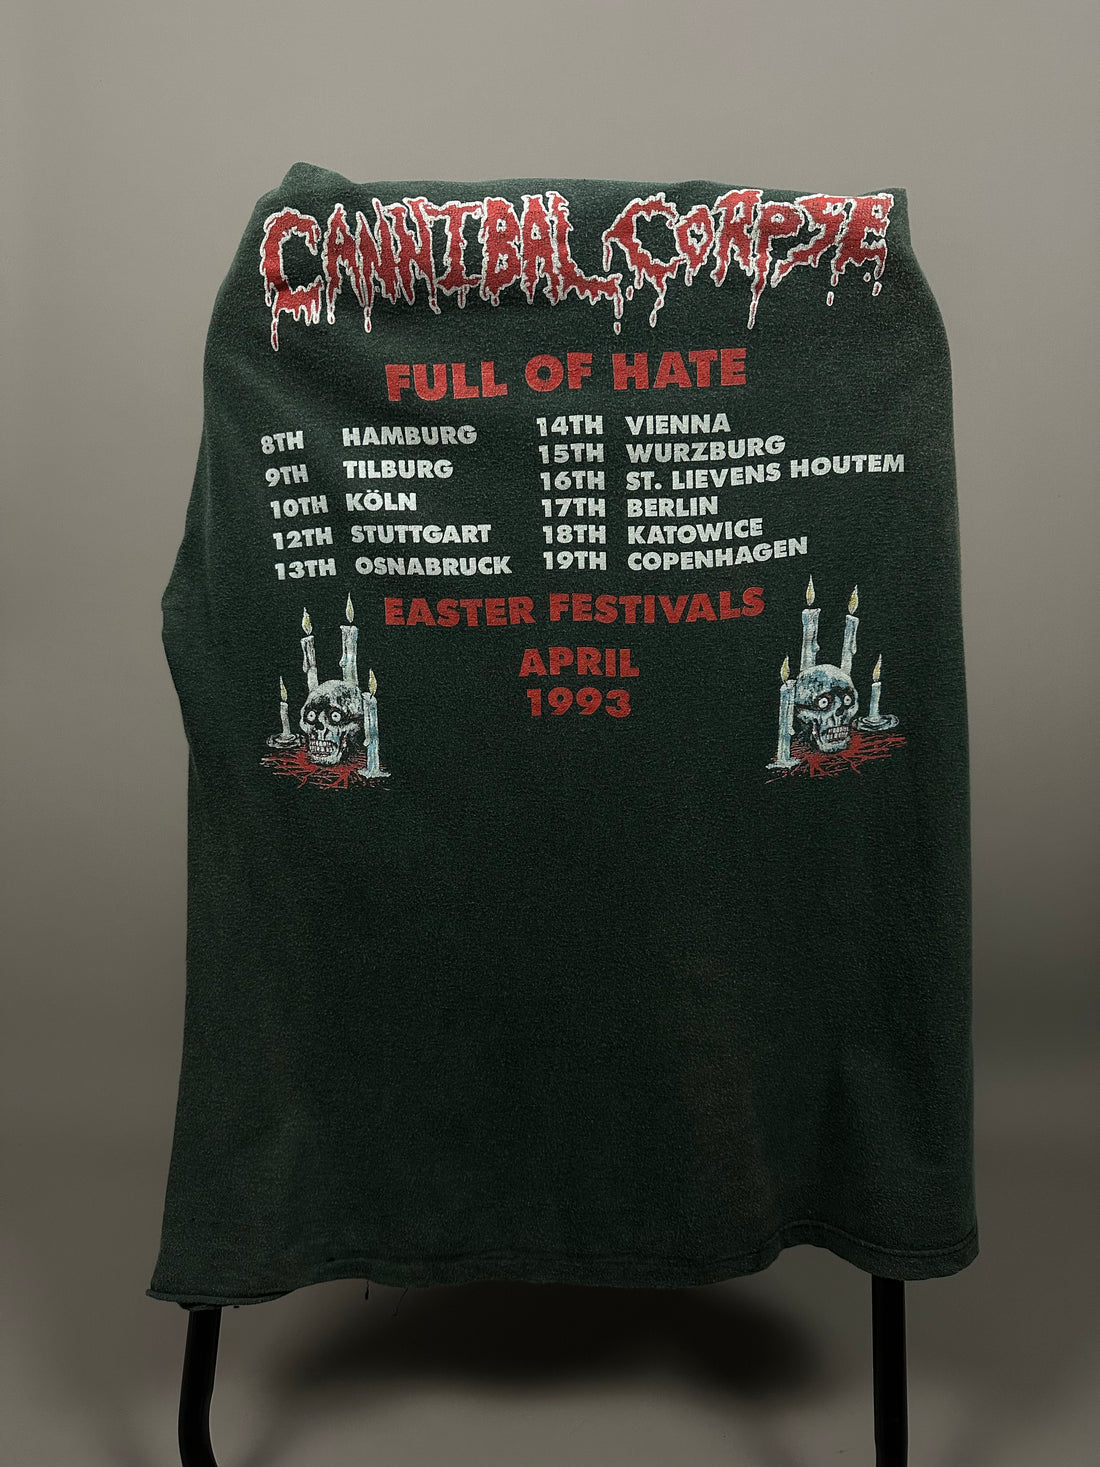 CANNIBAL CORPSE
FULL OF HATE
8TH HAMBURG
9TH TILBURG
10TH KÖLN
12TH STUTTGART
13TH OSNABRUCK
14TH VIENNA
15TH WURZBURG
16TH ST. LIEVENS HOUTEM
17TH BERLIN
18TH KATOWICE
19TH COPENHAGEN
EASTER FESTIVALS
APRIL
1993